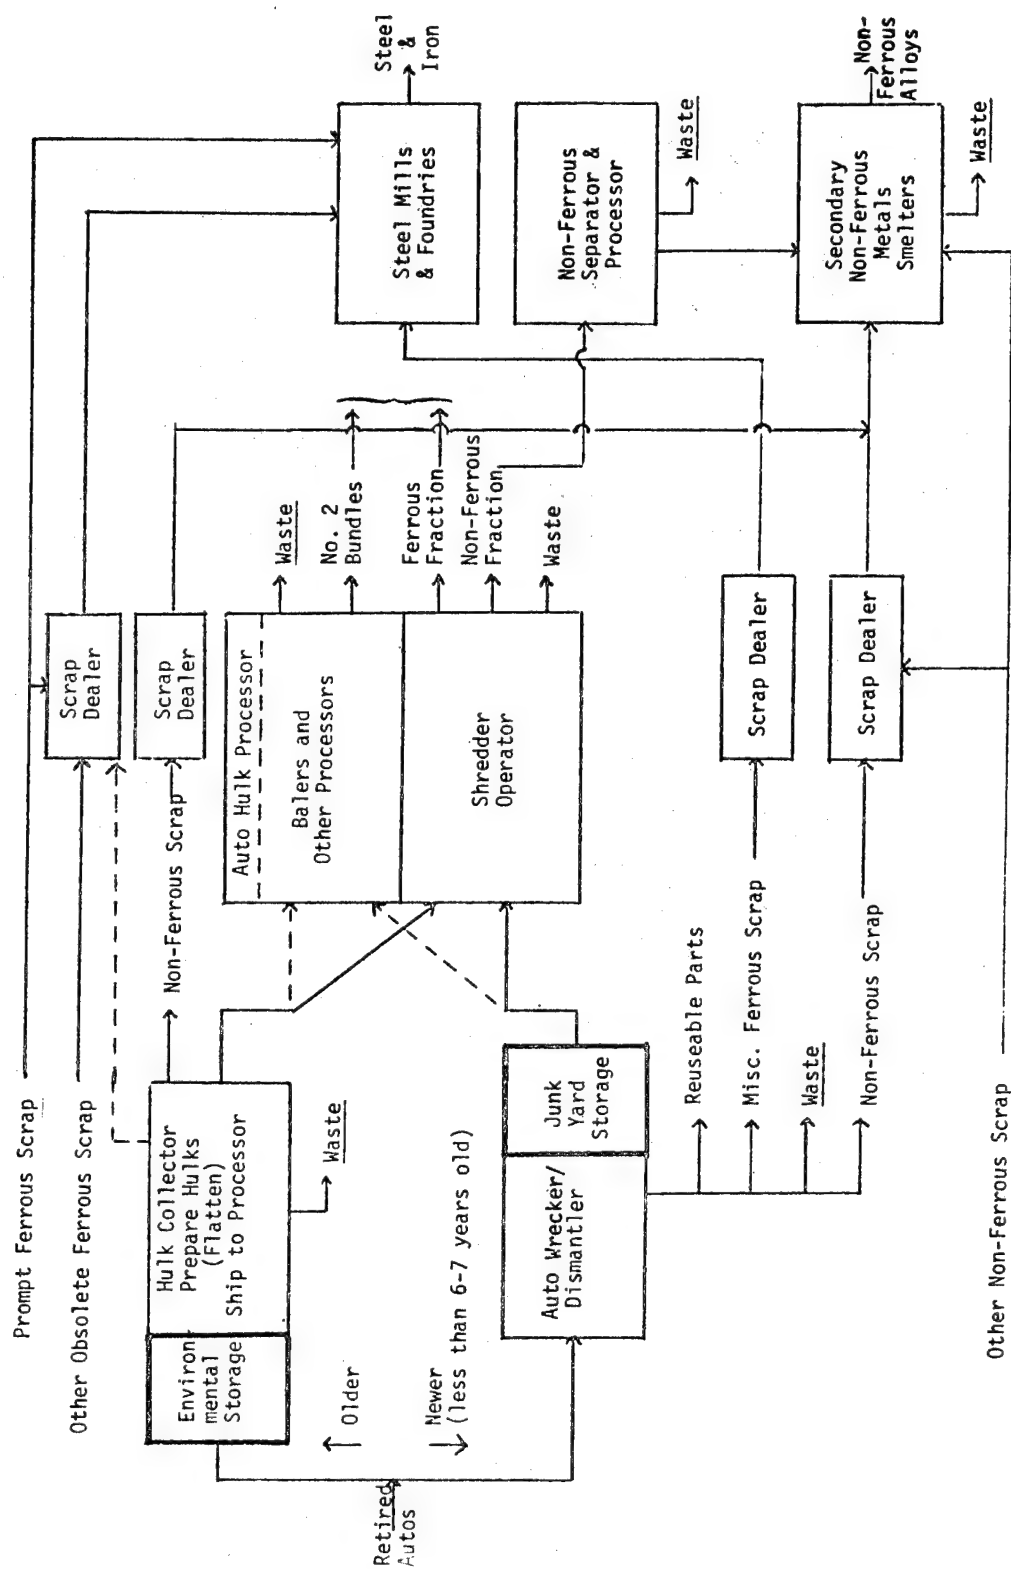 Prompt Ferrous Scrap
Other Obsolete Ferrous Scrap
Scrap
Dealer
Non-Ferrous Scrap
Scrap
Dealer
Environ-
mental
Storage
Hulk Collector
Prepare Hulks
(Flatten)
Ship to Processor
Waste
Older
Newer
(less than 6-7 years old)
Retired
Autos
Auto Hulk Processor
Balers and
Other Processors
Shredder
Operator
Waste
No. 2
Bundles
Ferrous
Fraction
Non-Ferrous
Fraction
Waste
Auto Wrecker/
Dismantler
Junk
Yard
Storage
Reuseable Parts
Misc. Ferrous Scrap
Waste
Non-Ferrous Scrap
Scrap Dealer
Scrap Dealer
Steel Mills
& Foundries
Steel
&
Iron
Non-Ferrous
Separator &
Processor
Waste
Secondary
Non-Ferrous
Metals
Smelters
Non-
Ferrous
Alloys
Waste
Other Non-Ferrous Scrap